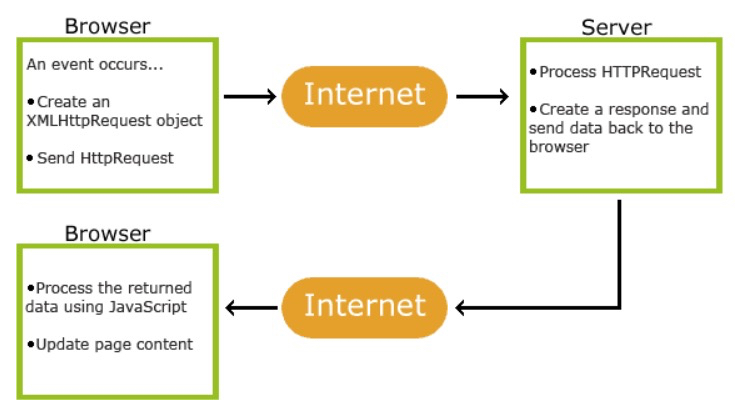 Browser
An event occurs...
•Create an
XMLHttpRequest object
• Send HttpRequest
Internet
Server
•Process HTTPRequest
•Create a response and
send data back to the
browser
Browser
•Process the returned
data using JavaScript
•Update page content
Internet